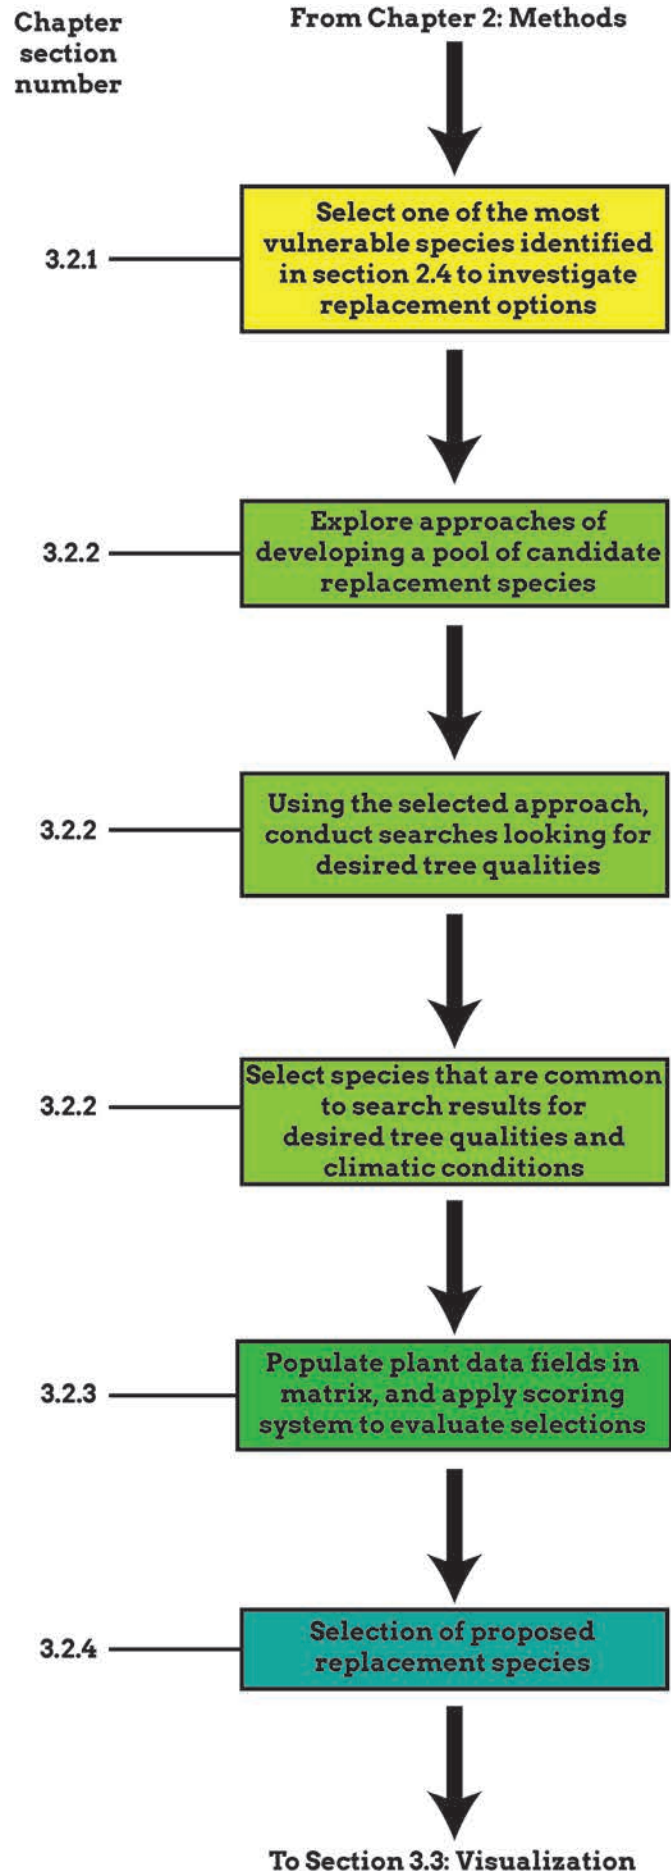 Chapter
section
number
From Chapter 2: Methods
3.2.1
Select one of the most
vulnerable species identified
in section 2.4 to investigate
replacement options
3.2.2
Explore approaches of
developing a pool of candidate
replacement species
3.2.2
Using the selected approach,
conduct searches looking for
desired tree qualities
3.2.2
Select species that are common
to search results for
desired tree qualities and
climatic conditions
3.2.3
Populate plant data fields in
matrix, and apply scoring
system to evaluate selections
3.2.4
Selection of proposed
replacement species
To Section 3.3: Visualization